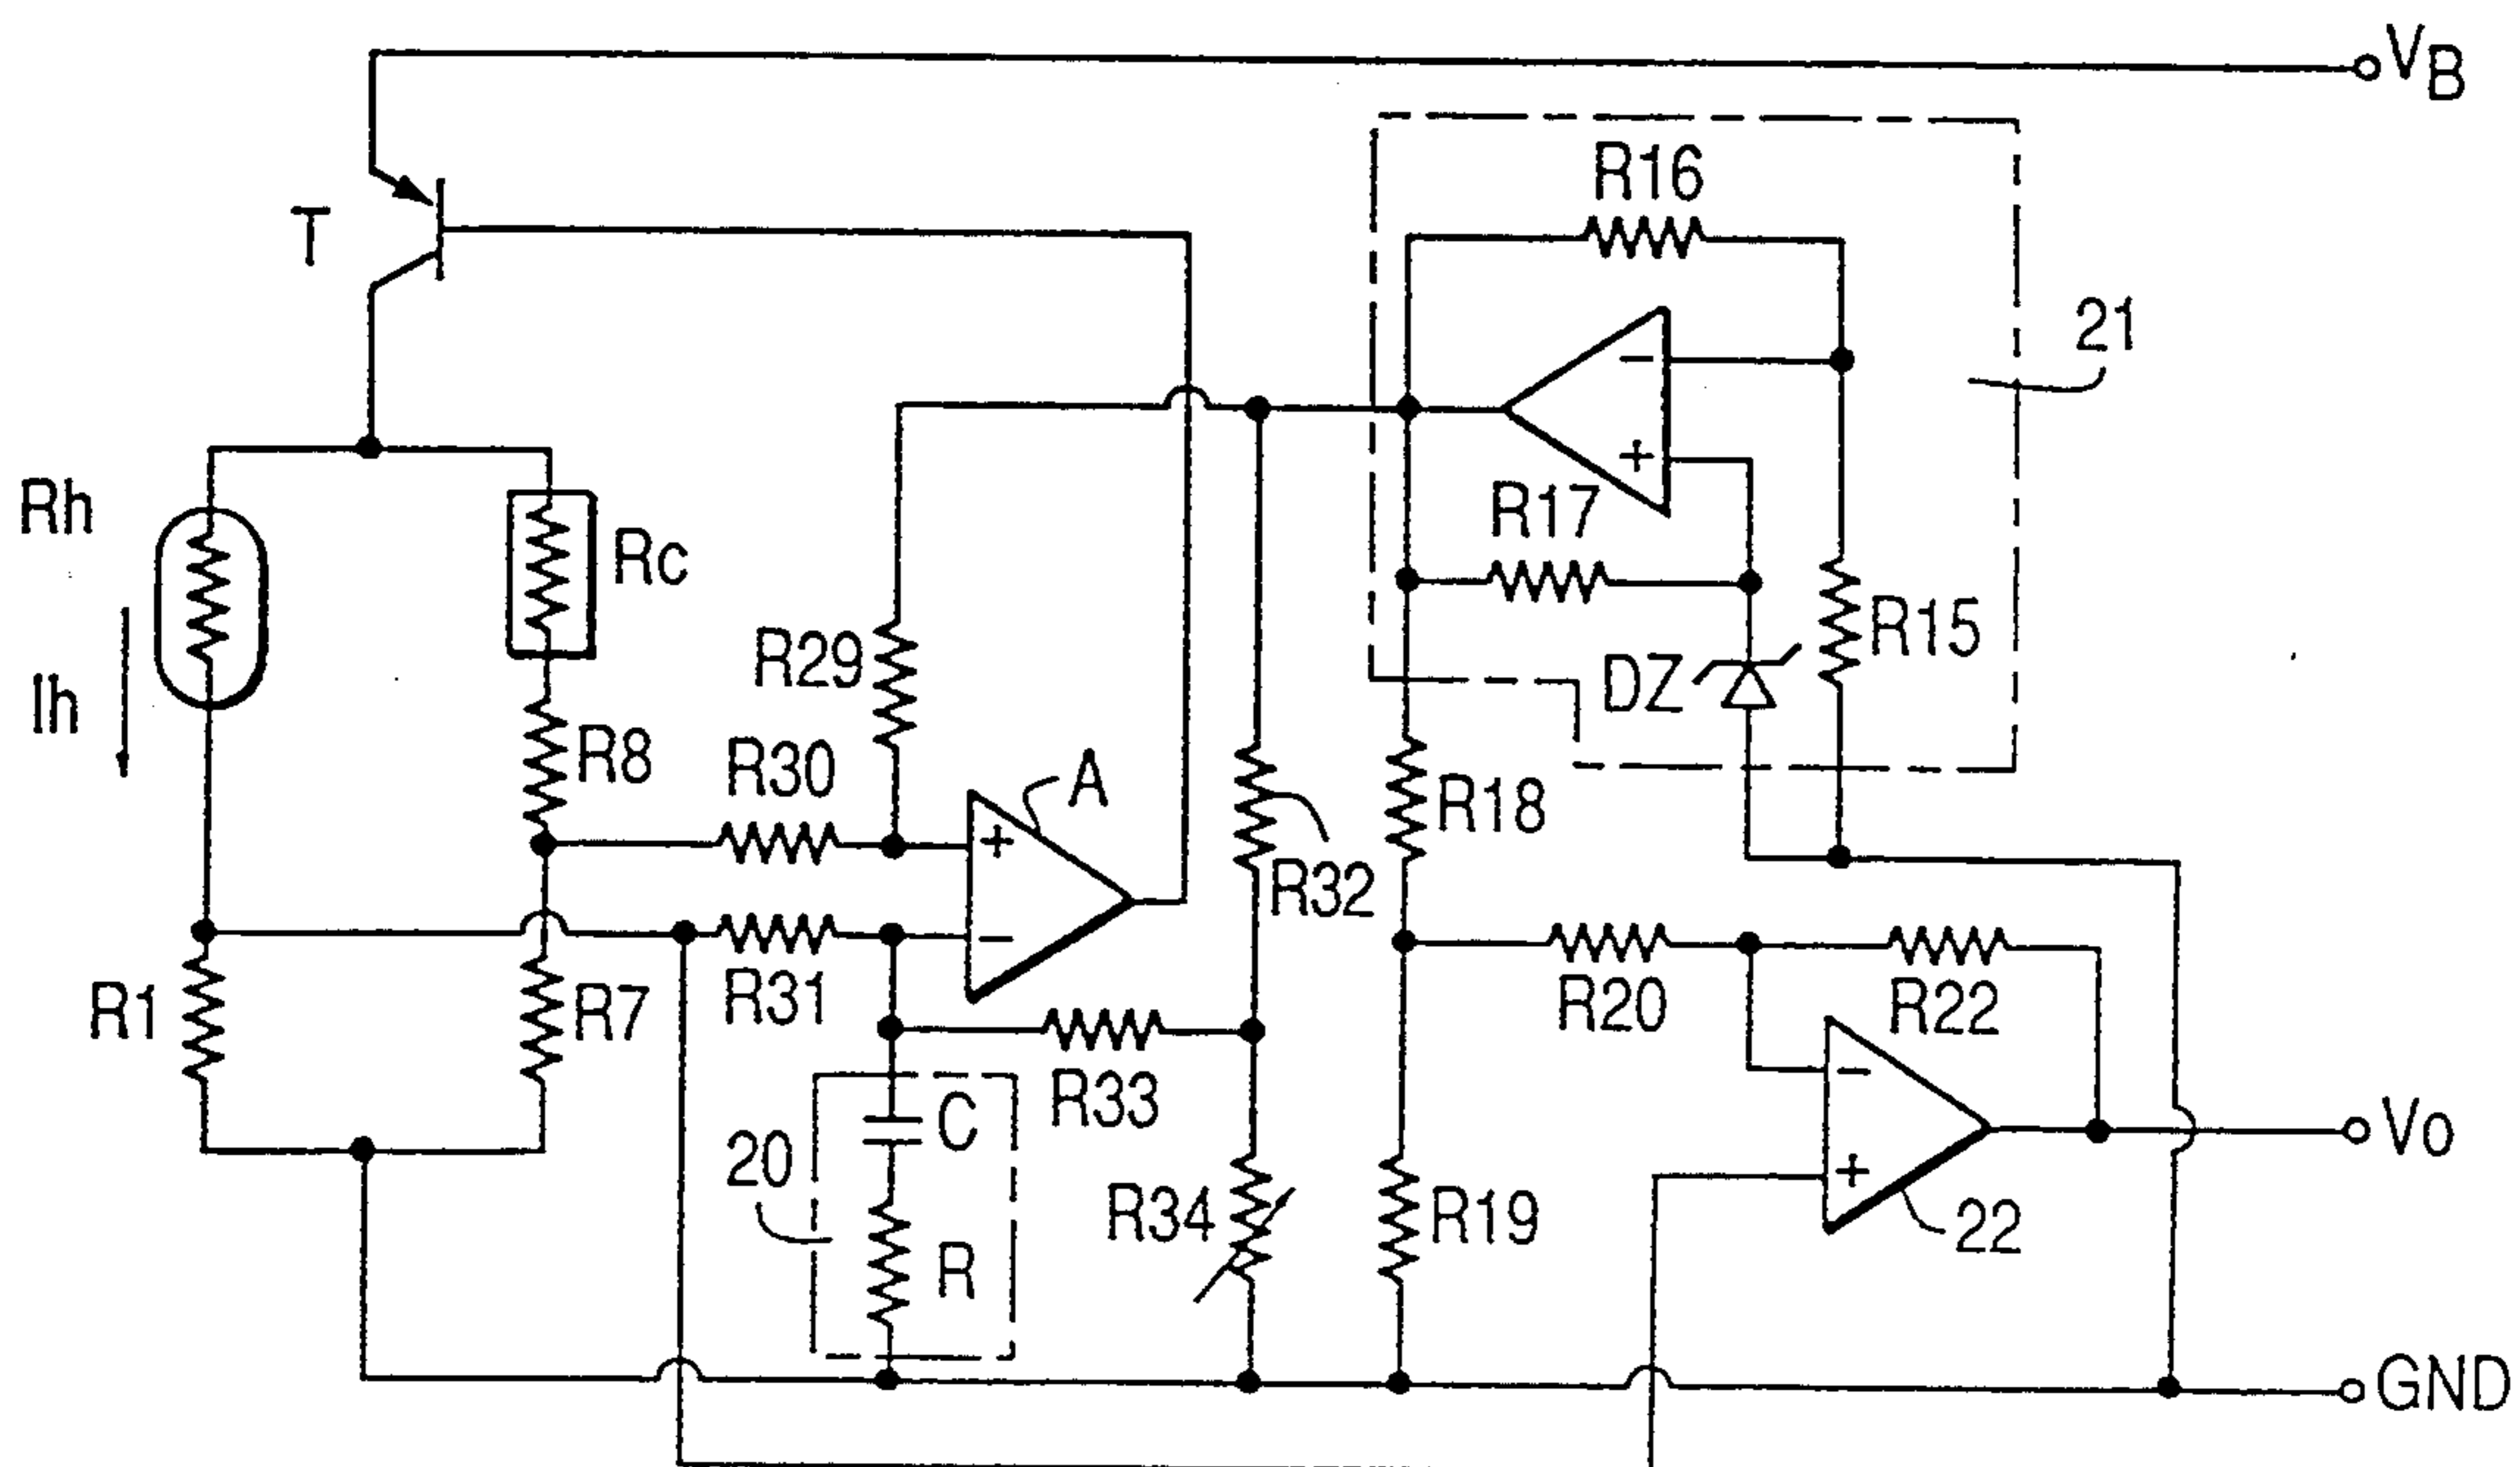 VB
R16
T
21
−
+
Rh
R17
Rc
R29
DZ
R15
Ih
R8
R30
A
R18
+
R32
−
R1
R31
R7
R20
R22
R33
C
−
20
Vo
R34
R19
+
22
R
GND